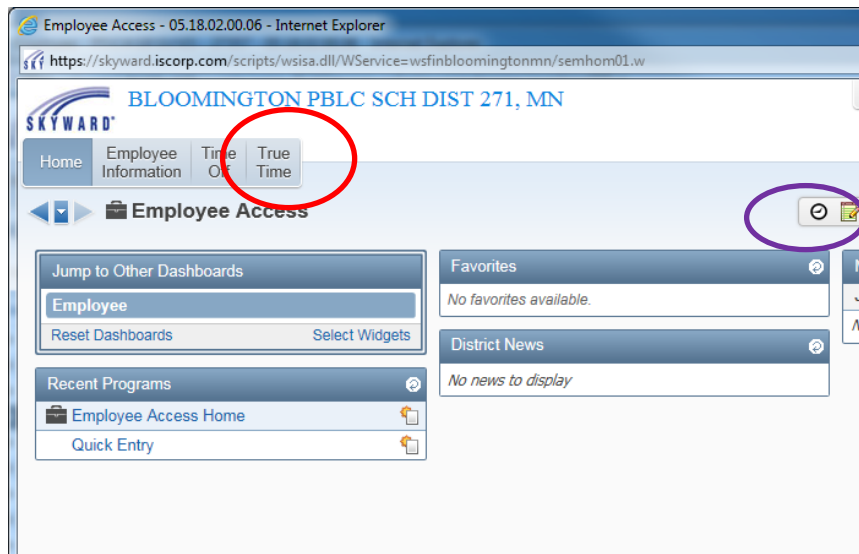 Employee Access - 05.18.02.00.06 - Internet Explorer
https://skyward.iscorp.com/scripts/wsisa.dll/WService=wsfinbloomingtonmn/semhom01.w
SKYWARD
BLOOMINGTON PBLC SCH DIST 271, MN
Home
Employee
Information
Time
Off
True
Time
Employee Access
Jump to Other Dashboards
Employee
Reset Dashboards
Select Widgets
Recent Programs
Employee Access Home
Quick Entry
Favorites
No favorites available.
District News
No news to display